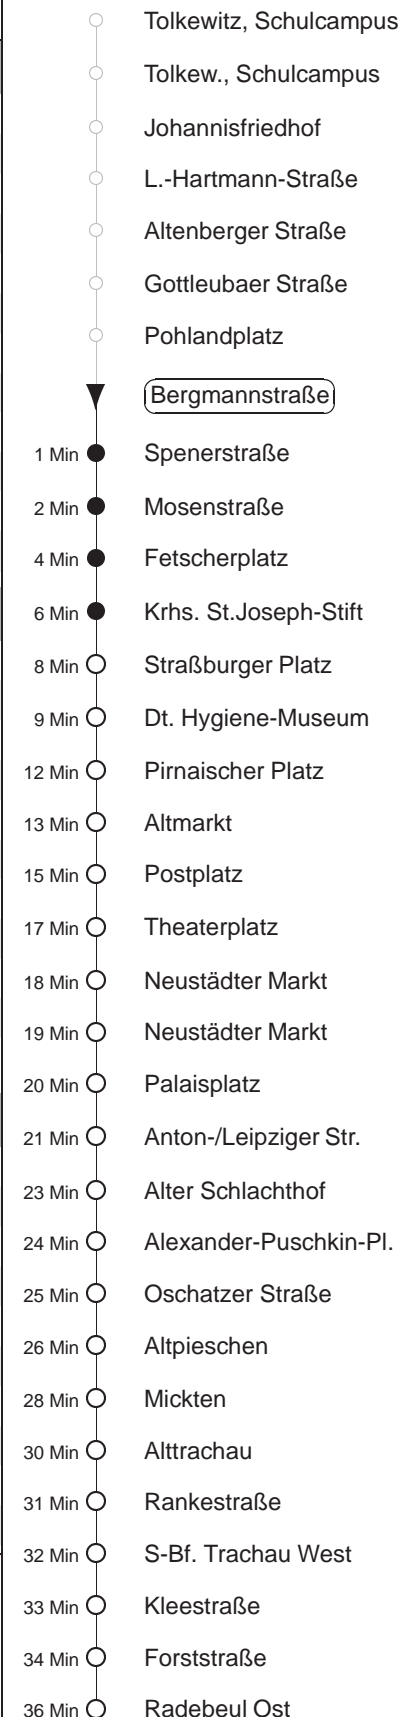 Tolkewitz, Schulcampus
Tolkew., Schulcampus
Johannisfriedhof
L.-Hartmann-Straße
Altenberger Straße
Gottleubaer Straße
Pohlandplatz
Bergmannstraße
1 Min Spenerstraße
2 Min Mosenstraße
4 Min Fetscherplatz
6 Min Krhs. St.Joseph-Stift
8 Min Straßburger Platz
9 Min Dt. Hygiene-Museum
12 Min Pirnaischer Platz
13 Min Altmarkt
15 Min Postplatz
17 Min Theaterplatz
18 Min Neustädter Markt
19 Min Neustädter Markt
20 Min Palaisplatz
21 Min Anton-/Leipziger Str.
23 Min Alter Schlachthof
24 Min Alexander-Puschkin-Pl.
25 Min Oschatzer Straße
26 Min Altpieschen
28 Min Mickten
30 Min Alttrachau
31 Min Rankestraße
32 Min S-Bf. Trachau West
33 Min Kleestraße
34 Min Forststraße
36 Min Radebeul Ost